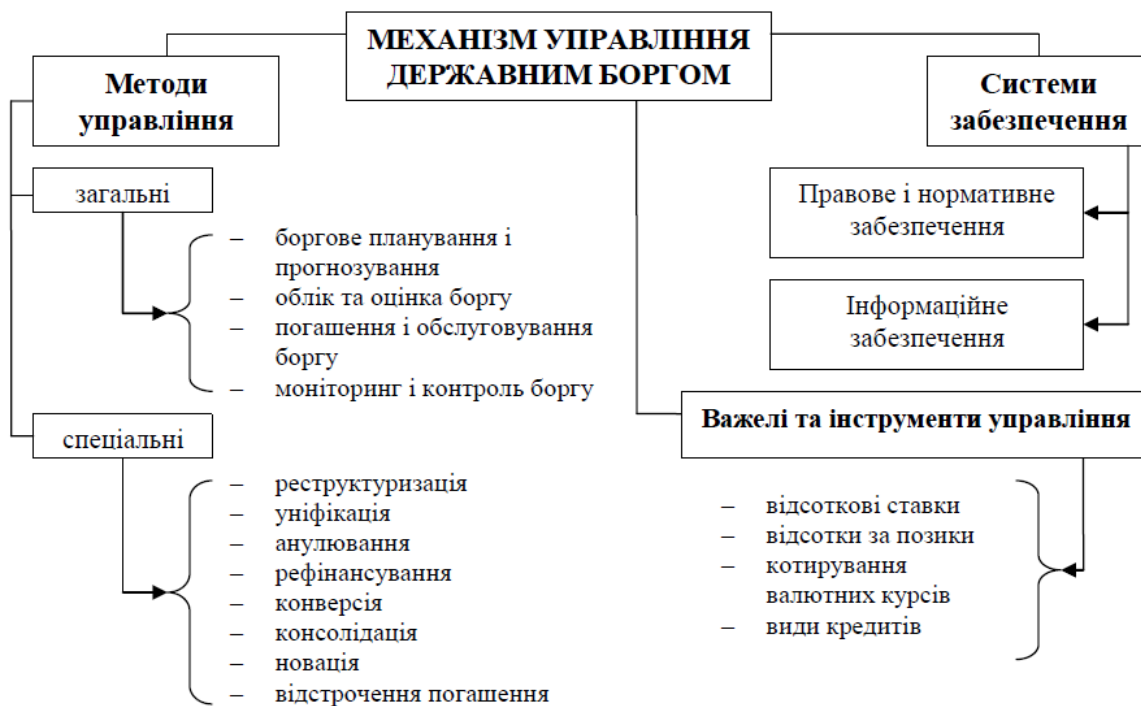 МЕХАНІЗМ УПРАВЛІННЯ
ДЕРЖАВНИМ БОРГОМ
Методи
управління
загальні
– боргове планування і
прогнозування
– облік та оцінка боргу
– погашення і обслуговування
боргу
– моніторинг і контроль боргу
спеціальні
– реструктуризація
– уніфікація
– анулювання
– рефінансування
– конверсія
– консолідація
– новація
– відстрочення погашення
Системи
забезпечення
Правове і нормативне
забезпечення
Інформаційне
забезпечення
Важелі та інструменти управління
– відсоткові ставки
– відсотки за позики
– котирування
валютних курсів
– види кредитів